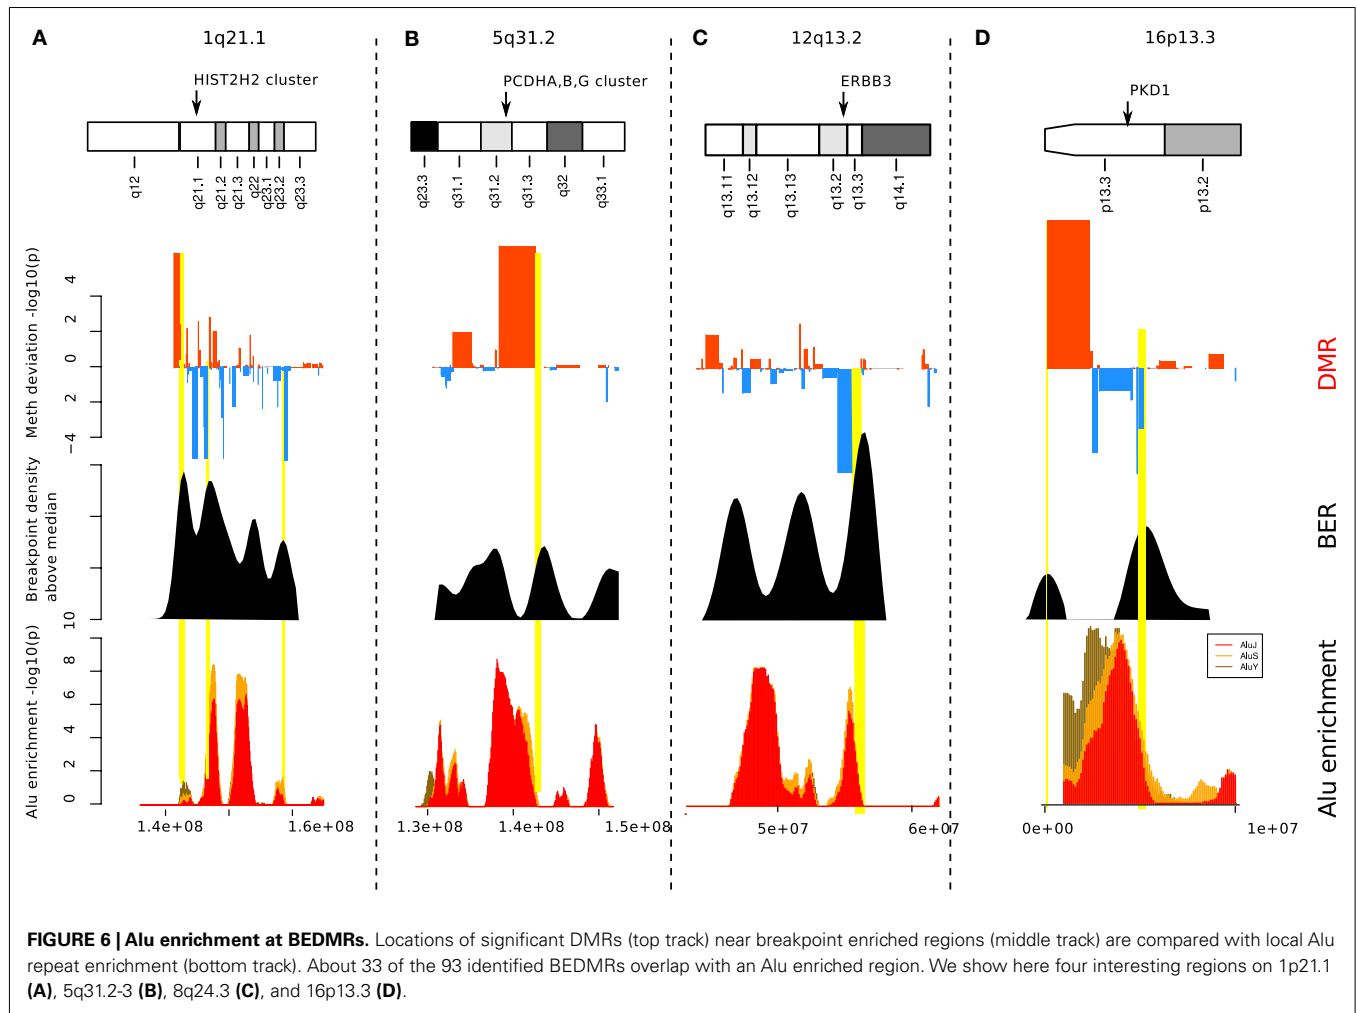 A
1q21.1
B
5q31.2
C
12q13.2
D
16p13.3
HIST2H2 cluster
PCDHA,B,G cluster
ERBB3
PKD1
q12
q21.1
q21.2
q21.3
q22
q23.1
q23.2
q23.3
q23.3
q31.1
q31.2
q31.3
q32
q33.1
q13.11
q13.12
q13.13
q13.2
q13.3
q14.1
p13.3
p13.2
Meth deviation -log10(p)
4
2
0
2
−4
DMR
Breakpoint density
above median
10
BER
Alu enrichment -log10(p)
8
6
4
2
0
AluJ
AluS
AluY
Alu enrichment
1.4e+08
1.6e+08
1.3e+08
1.4e+08
1.5e+08
5e+07
6e+07
0e+00
1e+07
FIGURE 6 | Alu enrichment at BEDMRs. Locations of significant DMRs (top track) near breakpoint enriched regions (middle track) are compared with local Alu
repeat enrichment (bottom track). About 33 of the 93 identified BEDMRs overlap with an Alu enriched region. We show here four interesting regions on 1p21.1
(A), 5q31.2-3 (B), 8q24.3 (C), and 16p13.3 (D).